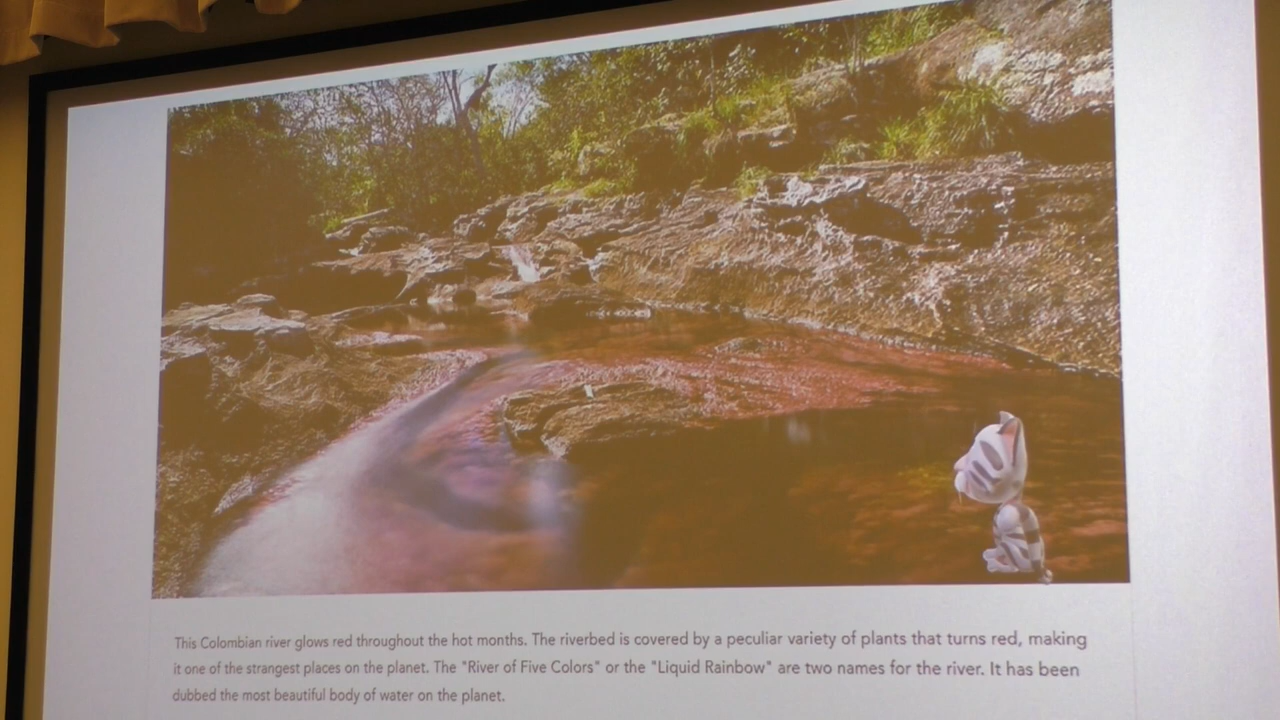 This Colombian river glows red throughout the hot months. The riverbed is covered by a peculiar variety of plants that turns red, making
it one of the strangest places on the planet. The "River of Five Colors" or the "Liquid Rainbow" are two names for the river. It has been
dubbed the most beautiful body of water on the planet.